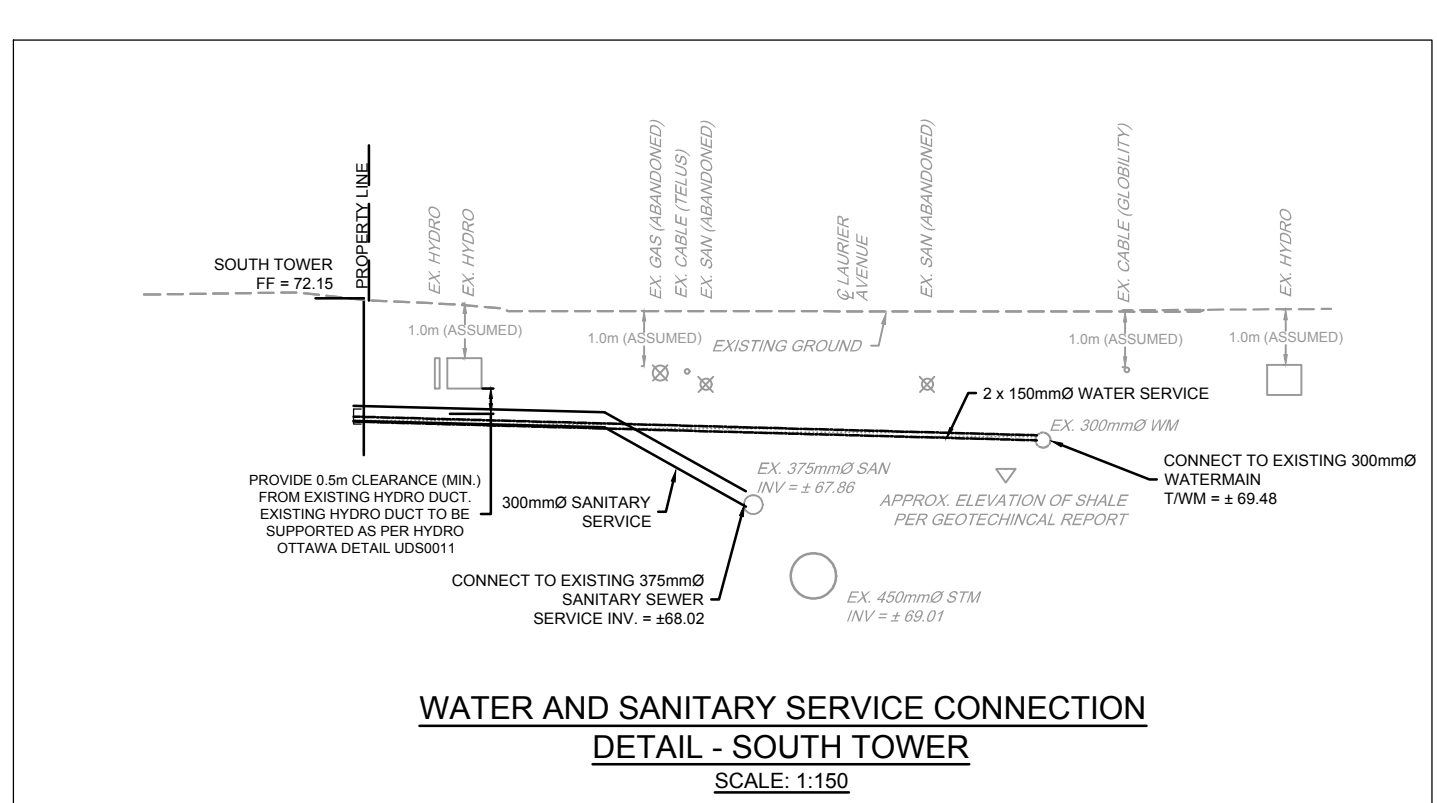 PROPERTY LINE
EX. HYDRO
EX. HYDRO
EX. GAS (ABANDONED)
EX. CABLE (TELUS)
EX. SAN (ABANDONED)
℄ LAURIER
AVENUE
EX. SAN (ABANDONED)
EX. CABLE (GLOBILITY)
EX. HYDRO
SOUTH TOWER
FF = 72.15
1.0m (ASSUMED)
1.0m (ASSUMED)
EXISTING GROUND
1.0m (ASSUMED)
1.0m (ASSUMED)
2 x 150mmØ WATER SERVICE
EX. 300mmØ WM
CONNECT TO EXISTING 300mmØ
WATERMAIN
T/WM = ± 69.48
PROVIDE 0.5m CLEARANCE (MIN.)
FROM EXISTING HYDRO DUCT.
EXISTING HYDRO DUCT TO BE
SUPPORTED AS PER HYDRO
OTTAWA DETAIL UDS0011
300mmØ SANITARY
SERVICE
EX. 375mmØ SAN
INV = ± 67.86
APPROX. ELEVATION OF SHALE
PER GEOTECHINCAL REPORT
CONNECT TO EXISTING 375mmØ
SANITARY SEWER
SERVICE INV. = ±68.02
EX. 450mmØ STM
INV = ± 69.01
WATER AND SANITARY SERVICE CONNECTION
DETAIL - SOUTH TOWER
SCALE: 1:150